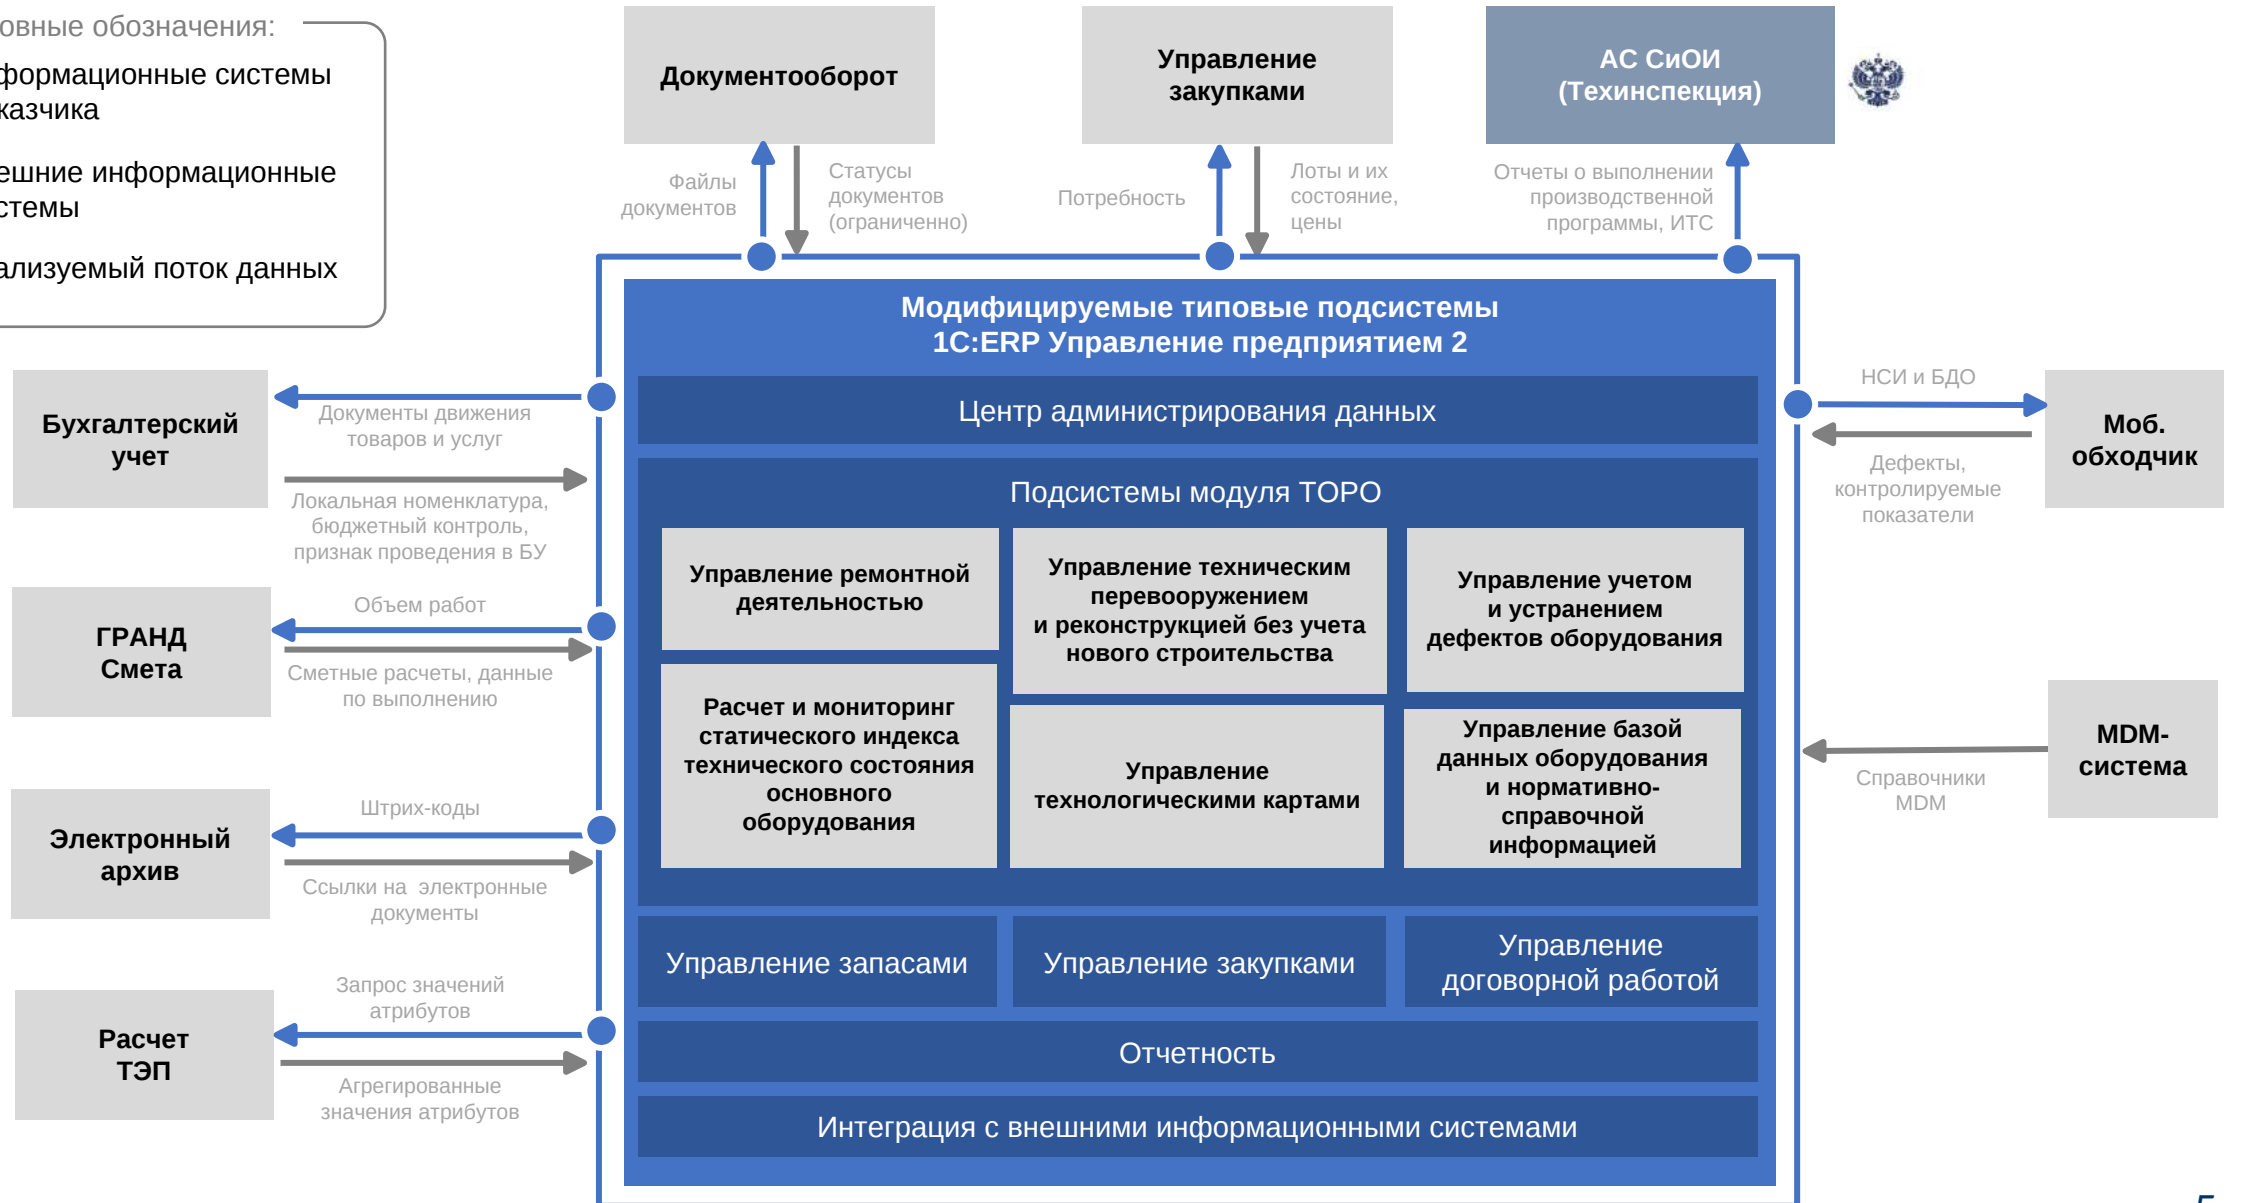 овные обозначения:
формационные системы
казчика
ешние информационные
стемы
ализуемый поток данных
Документооборот
Управление
закупками
АС СиОИ
(Техинспекция)
Файлы
документов
Статусы
документов
(ограниченно)
Потребность
Лоты и их
состояние,
цены
Отчеты о выполнении
производственной
программы, ИТС
Модифицируемые типовые подсистемы
1С:ERP Управление предприятием 2
Центр администрирования данных
Подсистемы модуля ТОРО
Управление ремонтной
деятельностью
Управление техническим
перевооружением
и реконструкцией без учета
нового строительства
Управление учетом
и устранением
дефектов оборудования
Расчет и мониторинг
статического индекса
технического состояния
основного
оборудования
Управление
технологическими картами
Управление базой
данных оборудования
и нормативно-
справочной
информацией
Управление запасами
Управление закупками
Управление
договорной работой
Отчетность
Интеграция с внешними информационными системами
Бухгалтерский
учет
Документы движения
товаров и услуг
Локальная номенклатура,
бюджетный контроль,
признак проведения в БУ
ГРАНД
Смета
Объем работ
Сметные расчеты, данные
по выполнению
Электронный
архив
Штрих-коды
Ссылки на электронные
документы
Расчет
ТЭП
Запрос значений
атрибутов
Агрегированные
значения атрибутов
НСИ и БДО
Моб.
обходчик
Дефекты,
контролируемые
показатели
MDM-
система
Справочники
MDM